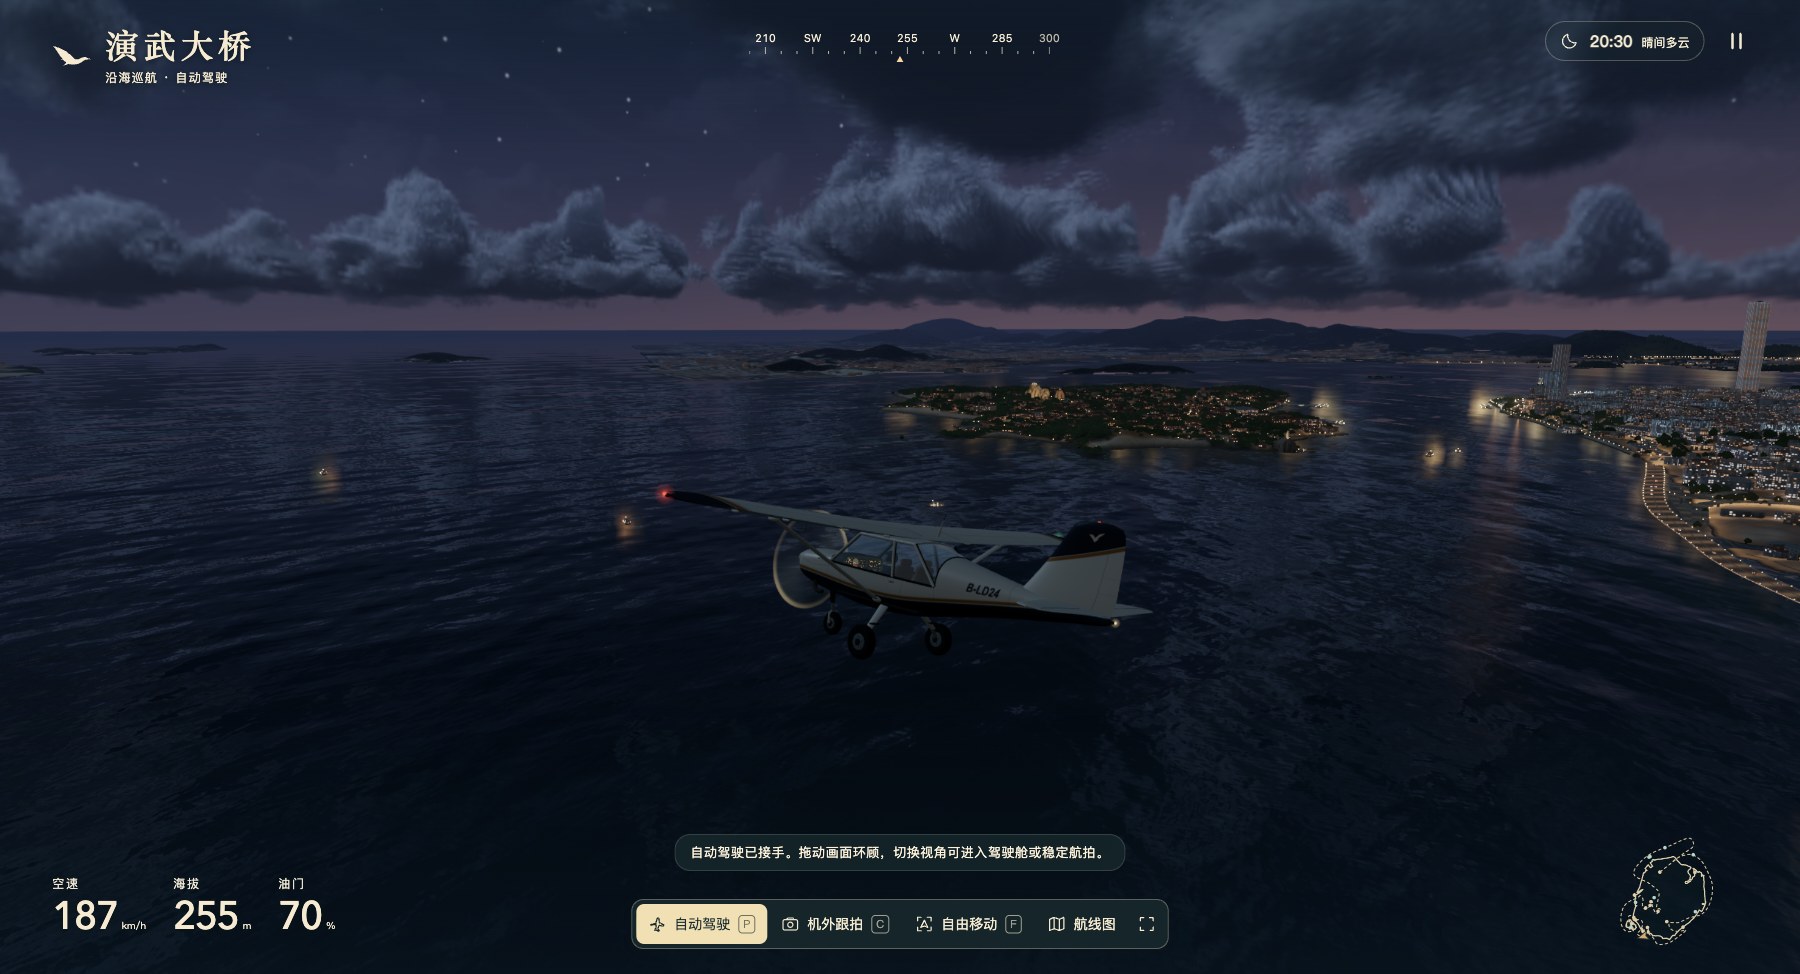 演武大桥
沿海巡航 · 自动驾驶
210 SW 240 255 W 285 300
20:30 晴间多云
B-LD24
自动驾驶已接手。拖动画面环顾，切换视角可进入驾驶舱或稳定航拍。
空速 海拔 油门
187 km/h 255 m 70 %
自动驾驶 P 机外跟拍 C A 自由移动 F 航线图